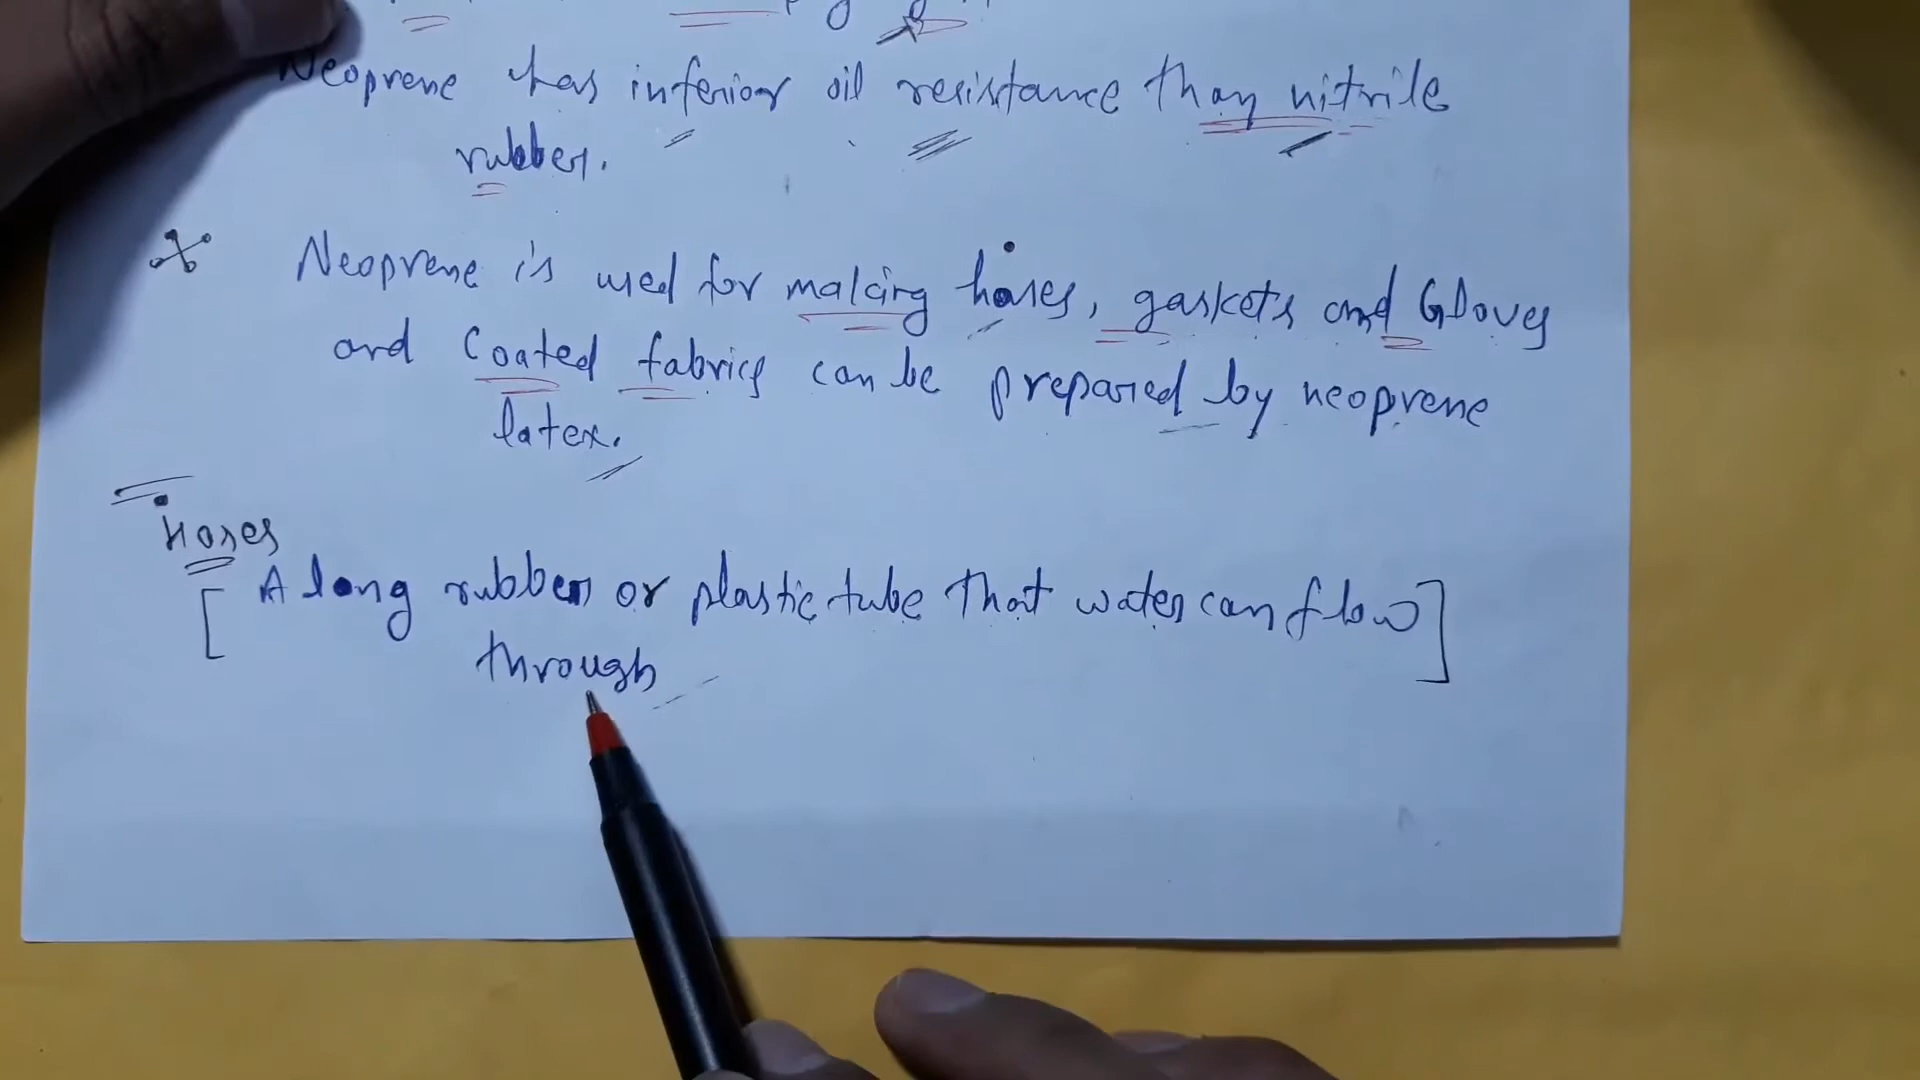 Neoprene has inferior oil resistance than nitrile
rubber.
Neoprene is used for making hoses, gaskets and Gloves
and Coated fabrics can be prepared by neoprene
latex.
Hoses
[ A long rubber or plastic tube that water can flow ]
through